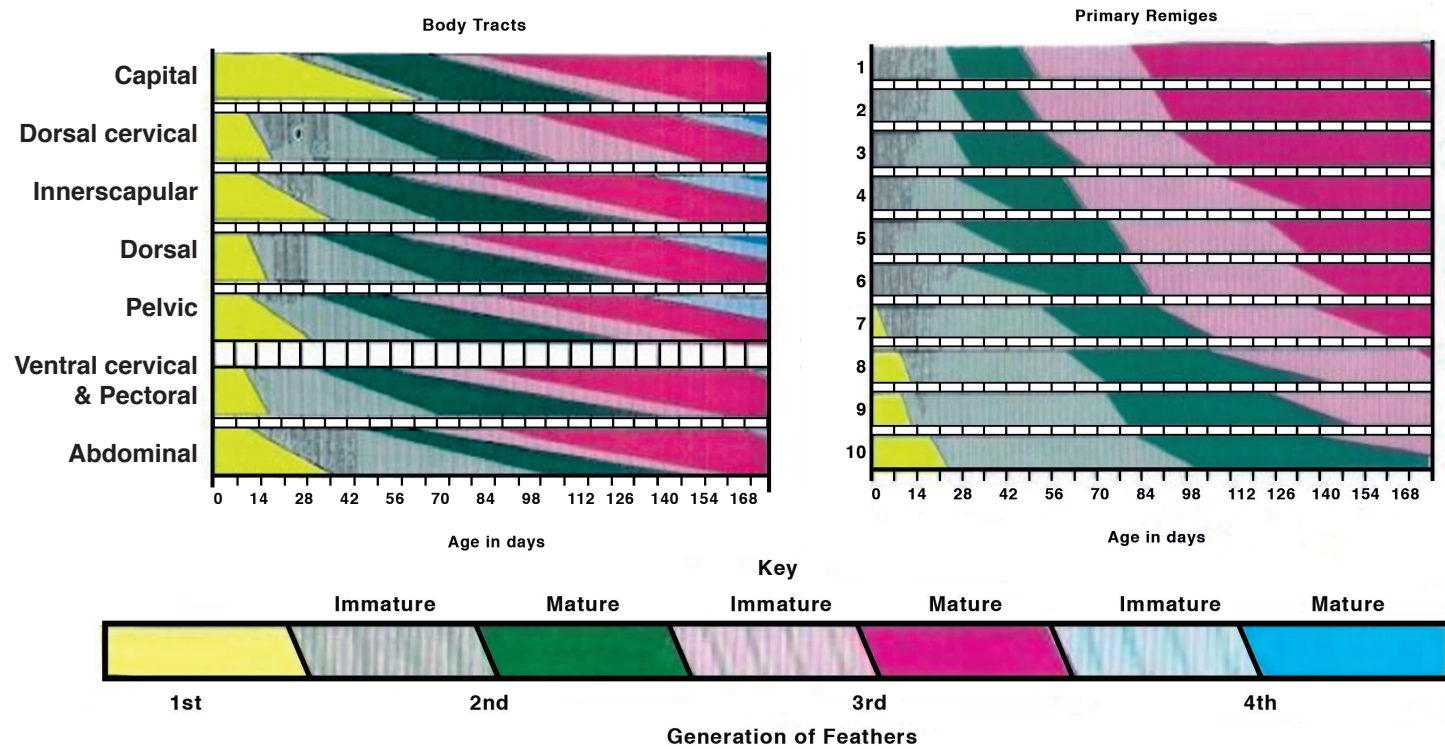 Body Tracts
Capital
Dorsal cervical
Innerscapular
Dorsal
Pelvic
Ventral cervical
& Pectoral
Abdominal
0 14 28 42 56 70 84 98 112 126 140 154 168
Age in days
Primary Remiges
1
2
3
4
5
6
7
8
9
10
0 14 28 42 56 70 84 98 112 126 140 154 168
Age in days
Key
Immature Mature Immature Mature Immature Mature
1st 2nd 3rd 4th
Generation of Feathers